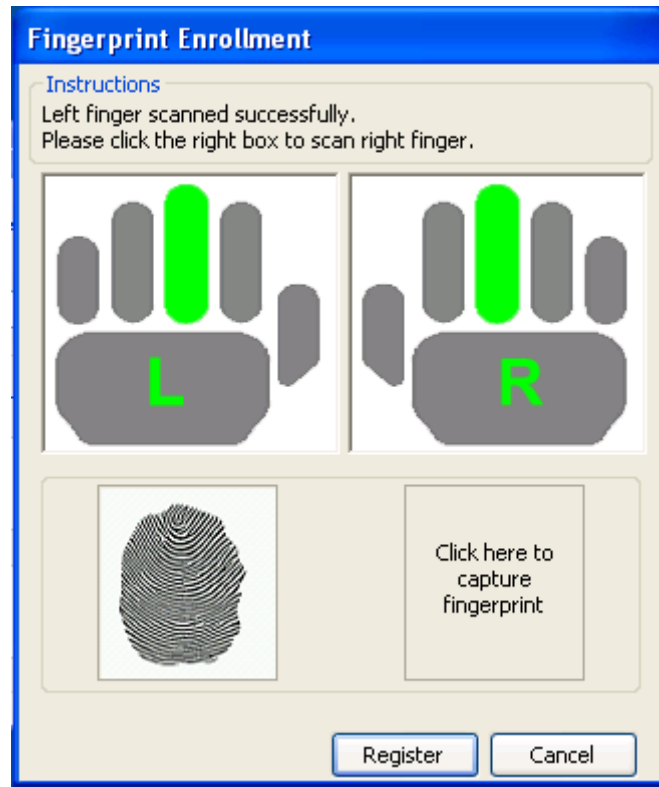 Fingerprint Enrollment
Instructions
Left finger scanned successfully.
Please click the right box to scan right finger.
L
R
Click here to
capture
fingerprint
Register
Cancel